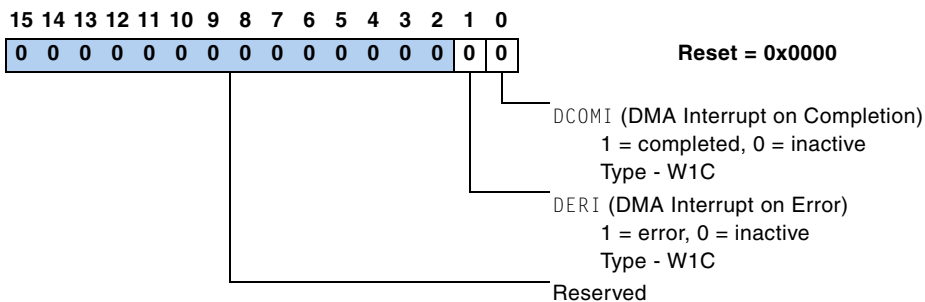 15 14 13 12 11 10 9 8 7 6 5 4 3 2 1 0
0 0 0 0 0 0 0 0 0 0 0 0 0 0 0 0 Reset = 0x0000
DCOMI (DMA Interrupt on Completion)
1 = completed, 0 = inactive
Type - W1C
DERI (DMA Interrupt on Error)
1 = error, 0 = inactive
Type - W1C
Reserved